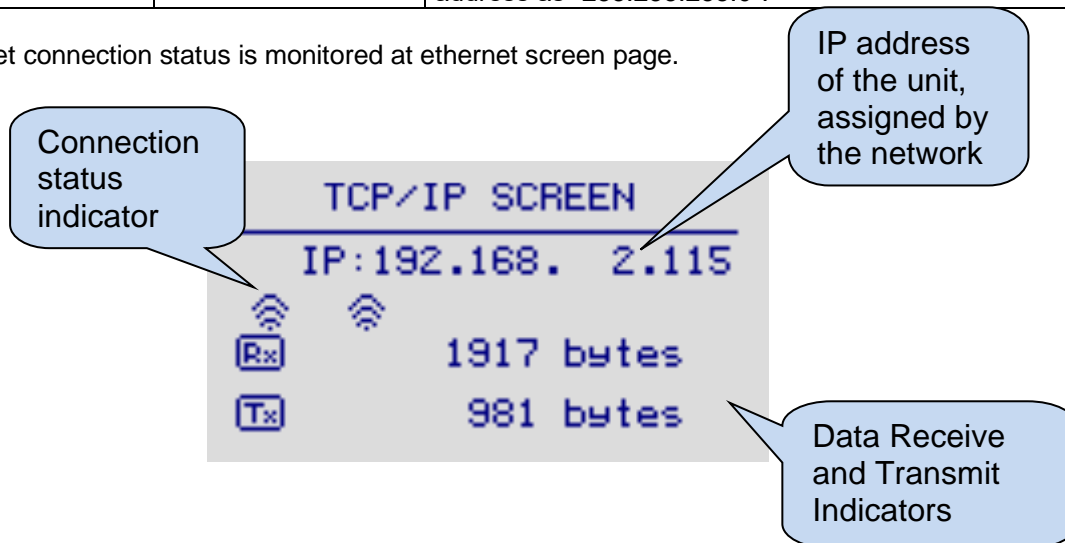 et connection status is monitored at ethernet screen page.
IP address
of the unit,
assigned by
the network
Connection
status
indicator
TCP/IP SCREEN
IP:192.168.  2.115
Rx 1917 bytes
Tx 981 bytes
Data Receive
and Transmit
Indicators